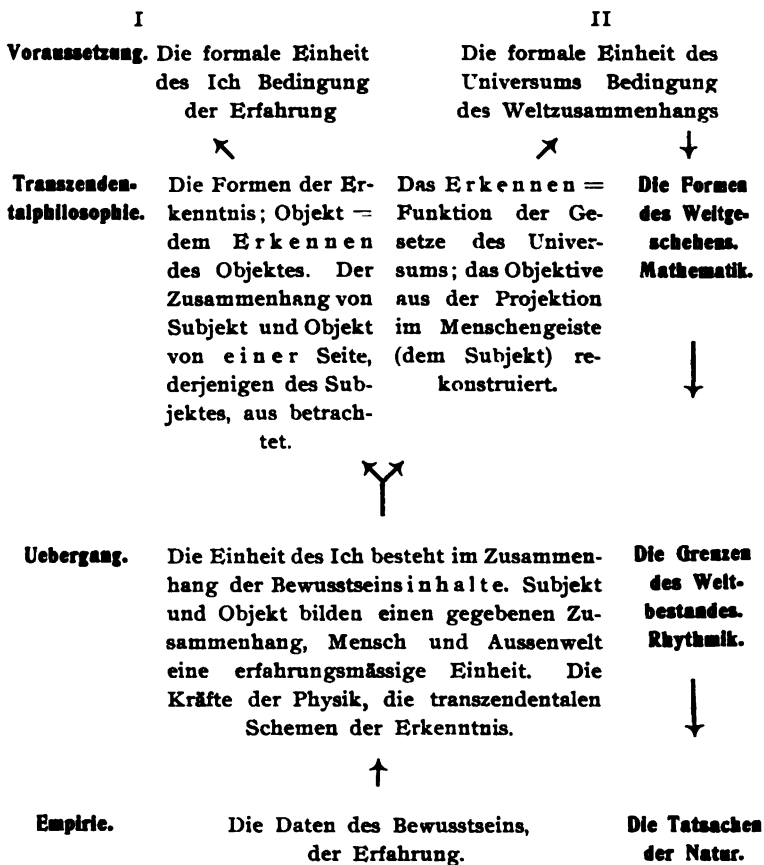 I II
Voraussetzung. Die formale Einheit Die formale Einheit des
des Ich Bedingung Universums Bedingung
der Erfahrung des Weltzusammenhangs
Transzenden- Die Formen der Er- Das Erkennen = Die Formen
talphilosophie. kenntnis; Objekt = Funktion der Ge- des Weltge-
dem Erkennen setze des Univer- schehens.
des Objektes. Der sums; das Objektive Mathematik.
Zusammenhang von aus der Projektion
Subjekt und Objekt im Menschengeiste
von einer Seite, (dem Subjekt) re-
derjenigen des Sub- konstruiert.
jektes, aus betrach-
tet.
Uebergang. Die Einheit des Ich besteht im Zusammen- Die Grenzen
hang der Bewusstseinsinhalte. Subjekt des Welt-
und Objekt bilden einen gegebenen Zu- bestandes.
sammenhang, Mensch und Aussenwelt Rhythmik.
eine erfahrungsmässige Einheit. Die
Kräfte der Physik, die transzendentalen
Schemen der Erkenntnis.
Empirie. Die Daten des Bewusstseins, Die Tatsachen
der Erfahrung. der Natur.